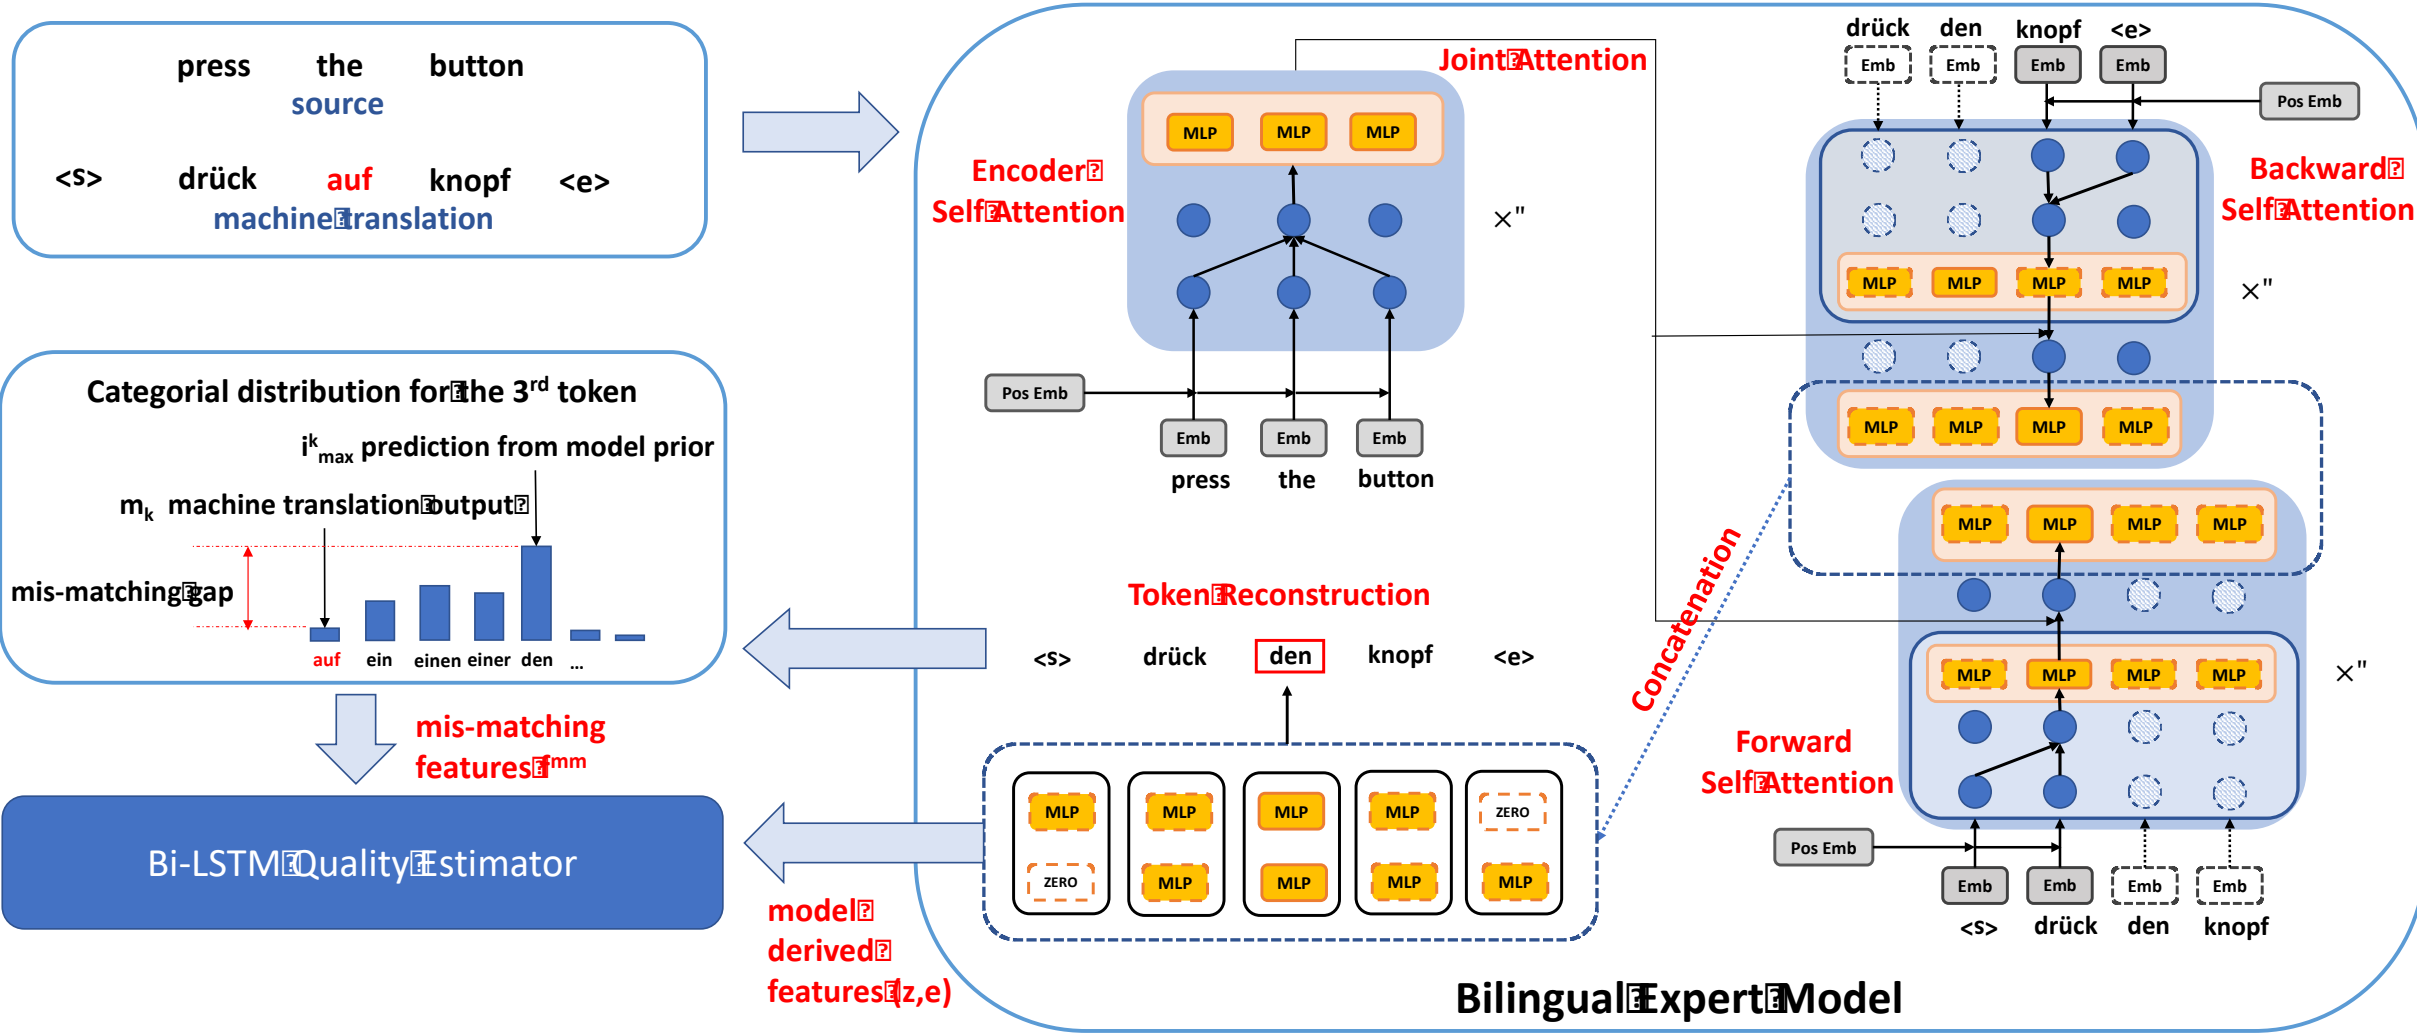 press the button
source
<s> drück auf knopf <e>
machine translation
Categorial distribution for the 3rd token
i^k_max prediction from model prior
m_k machine translation output
mis-matching gap
auf ein einen einer den ...
mis-matching
features f^mm
Bi-LSTM Quality Estimator
model
derived
features (z,e)
Joint Attention
MLP MLP MLP
Encoder
Self Attention
×"
Pos Emb
Emb Emb Emb
press the button
Token Reconstruction
<s> drück den knopf <e>
MLP MLP MLP MLP ZERO
ZERO MLP MLP MLP MLP
Concatenation
drück den knopf <e>
Emb Emb Emb Emb
Pos Emb
Backward
Self Attention
MLP MLP MLP MLP
×"
MLP MLP MLP MLP
MLP MLP MLP MLP
MLP MLP MLP MLP
×"
Forward
Self Attention
Pos Emb
Emb Emb Emb Emb
<s> drück den knopf
Bilingual Expert Model